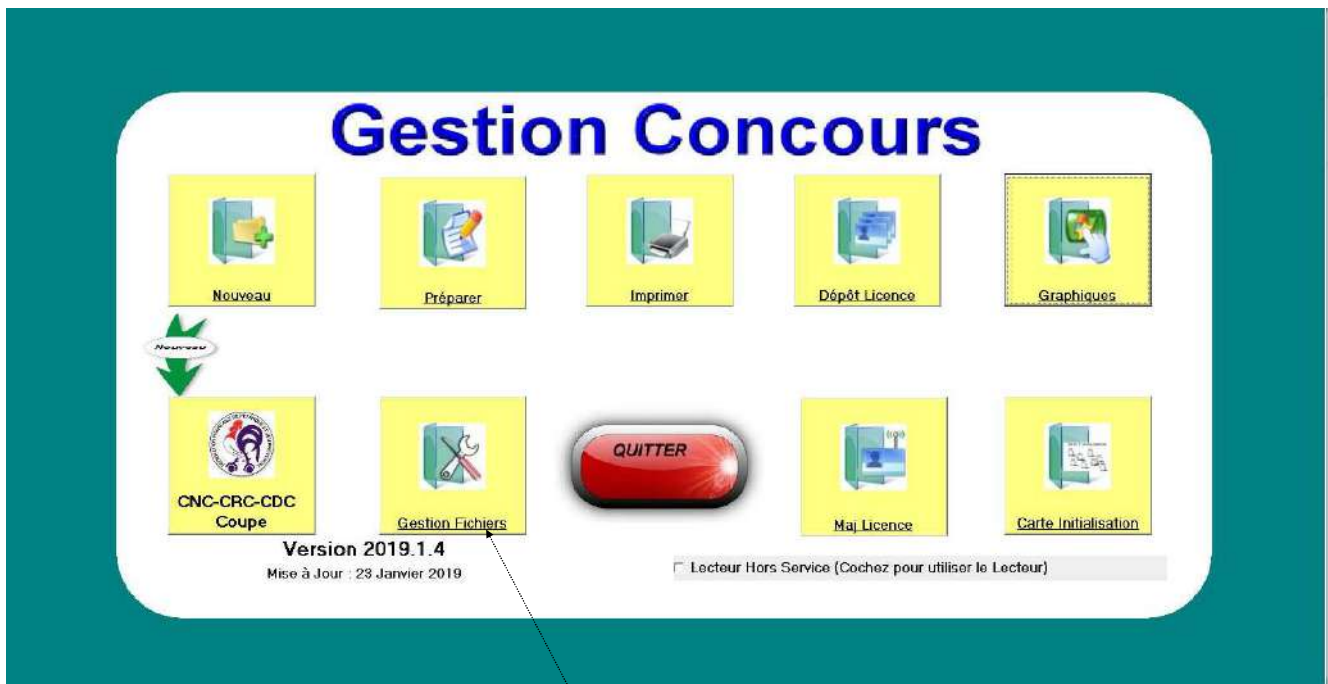 Gestion Concours
Nouveau
Préparer
Imprimer
Dépôt Licence
Graphiques
Nouveau
CNC-CRC-CDC
Coupe
Gestion Fichiers
QUITTER
Maj Licence
Carte Initialisation
Version 2019.1.4
Mise à Jour : 23 Janvier 2019
Lecteur Hors Service (Cochez pour utiliser le Lecteur)